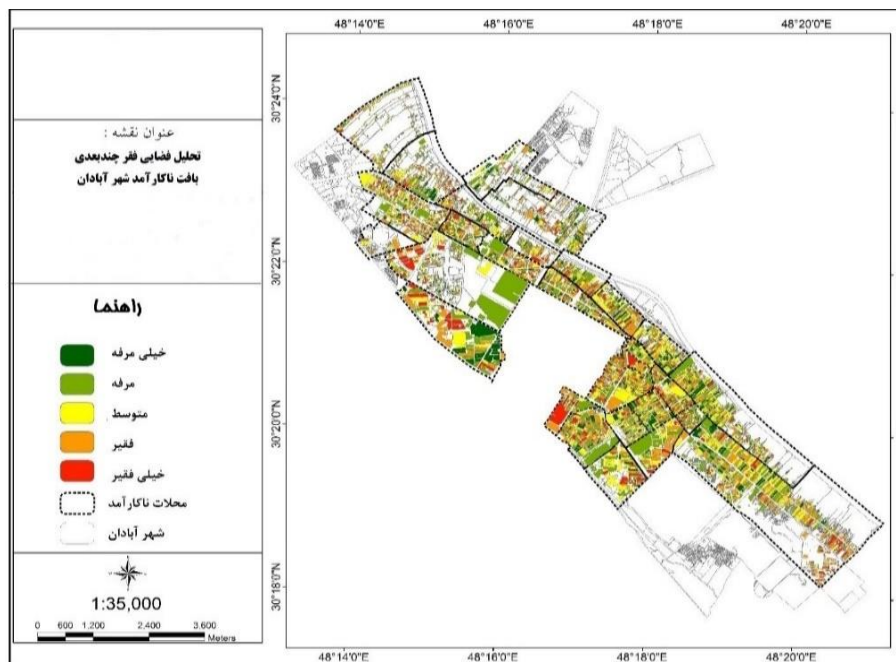 48°14'0"E 48°16'0"E 48°18'0"E 48°20'0"E
عنوان نقشه :
تحلیل فضایی فقر چندبعدی
بافت ناکارآمد شهر آبادان
راهنما
خیلی مرفه
مرفه
متوسط
فقیر
خیلی فقیر
محلات ناکارآمد
شهر آبادان
1:35,000
0 600 1,200 2,400 3,600
Meters
30°24'0"N
30°22'0"N
30°20'0"N
30°18'0"N
48°14'0"E 48°16'0"E 48°18'0"E 48°20'0"E